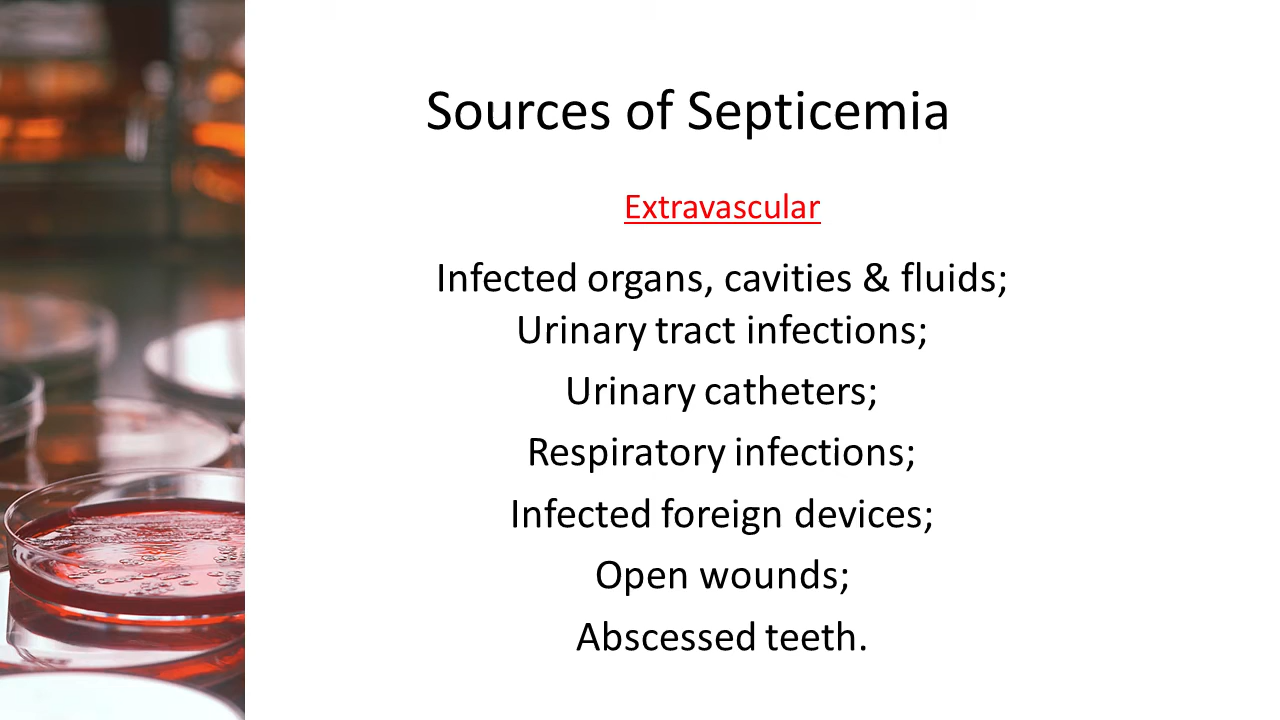 Sources of Septicemia
Extravascular
Infected organs, cavities & fluids;
Urinary tract infections;
Urinary catheters;
Respiratory infections;
Infected foreign devices;
Open wounds;
Abscessed teeth.